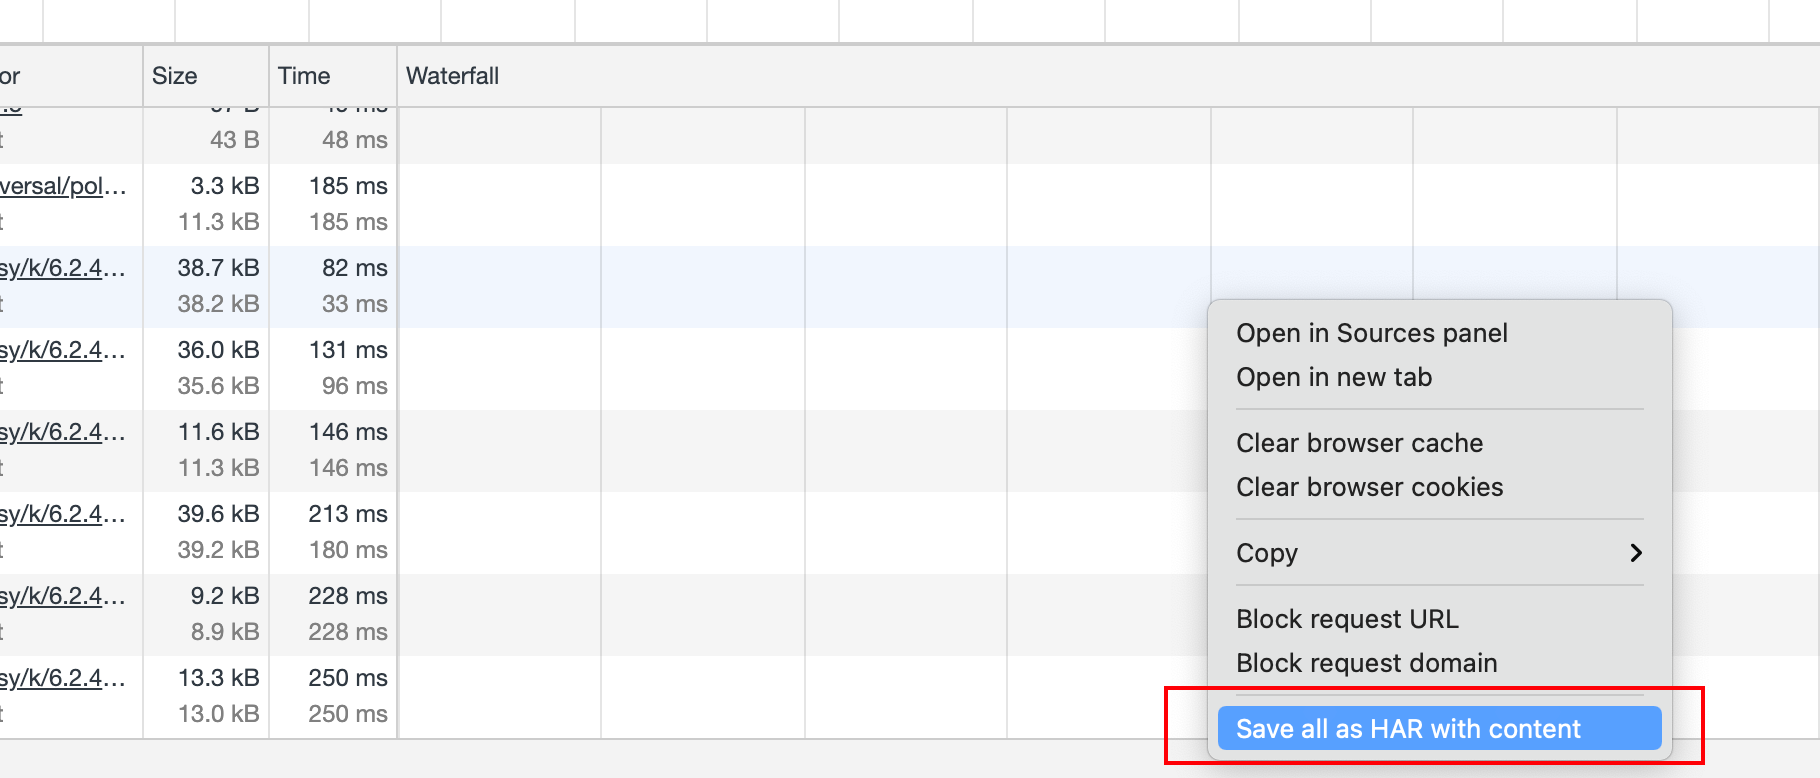 or Size Time Waterfall
43 B 48 ms
versal/pol... 3.3 kB 185 ms
t 11.3 kB 185 ms
sy/k/6.2.4... 38.7 kB 82 ms
t 38.2 kB 33 ms
sy/k/6.2.4... 36.0 kB 131 ms
t 35.6 kB 96 ms
sy/k/6.2.4... 11.6 kB 146 ms
t 11.3 kB 146 ms
sy/k/6.2.4... 39.6 kB 213 ms
t 39.2 kB 180 ms
sy/k/6.2.4... 9.2 kB 228 ms
t 8.9 kB 228 ms
sy/k/6.2.4... 13.3 kB 250 ms
t 13.0 kB 250 ms
Open in Sources panel
Open in new tab
Clear browser cache
Clear browser cookies
Copy
Block request URL
Block request domain
Save all as HAR with content